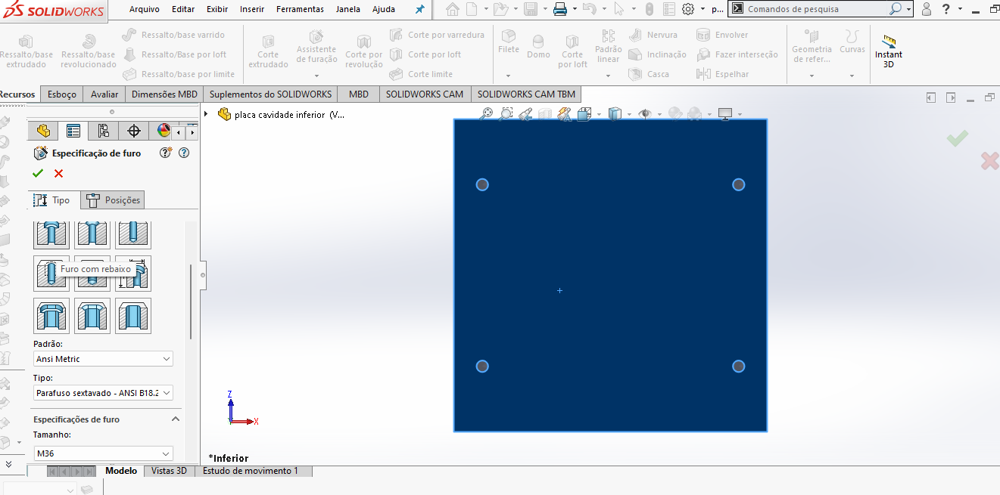 SOLIDWORKS
Arquivo Editar Exibir Inserir Ferramentas Janela Ajuda
p... Comandos de pesquisa
Ressalto/base extrudado
Ressalto/base revolucionado
Ressalto/base varrido
Ressalto/Base por loft
Ressalto/base por limite
Corte extrudado
Assistente de furação
Corte por revolução
Corte por varredura
Corte por loft
Corte limite
Filete
Domo
Corte por loft
Padrão linear
Nervura
Inclinação
Casca
Envolver
Fazer interseção
Espelhar
Geometria de refer...
Curvas
Instant 3D
Recursos Esboço Avaliar Dimensões MBD Suplementos do SOLIDWORKS MBD SOLIDWORKS CAM SOLIDWORKS CAM TBM
placa cavidade inferior (V...
Especificação de furo
Tipo Posições
Furo com rebaixo
Padrão:
Ansi Metric
Tipo:
Parafuso sextavado - ANSI B18.2
Especificações de furo
Tamanho:
M36
Z
X
*Inferior
Modelo Vistas 3D Estudo de movimento 1